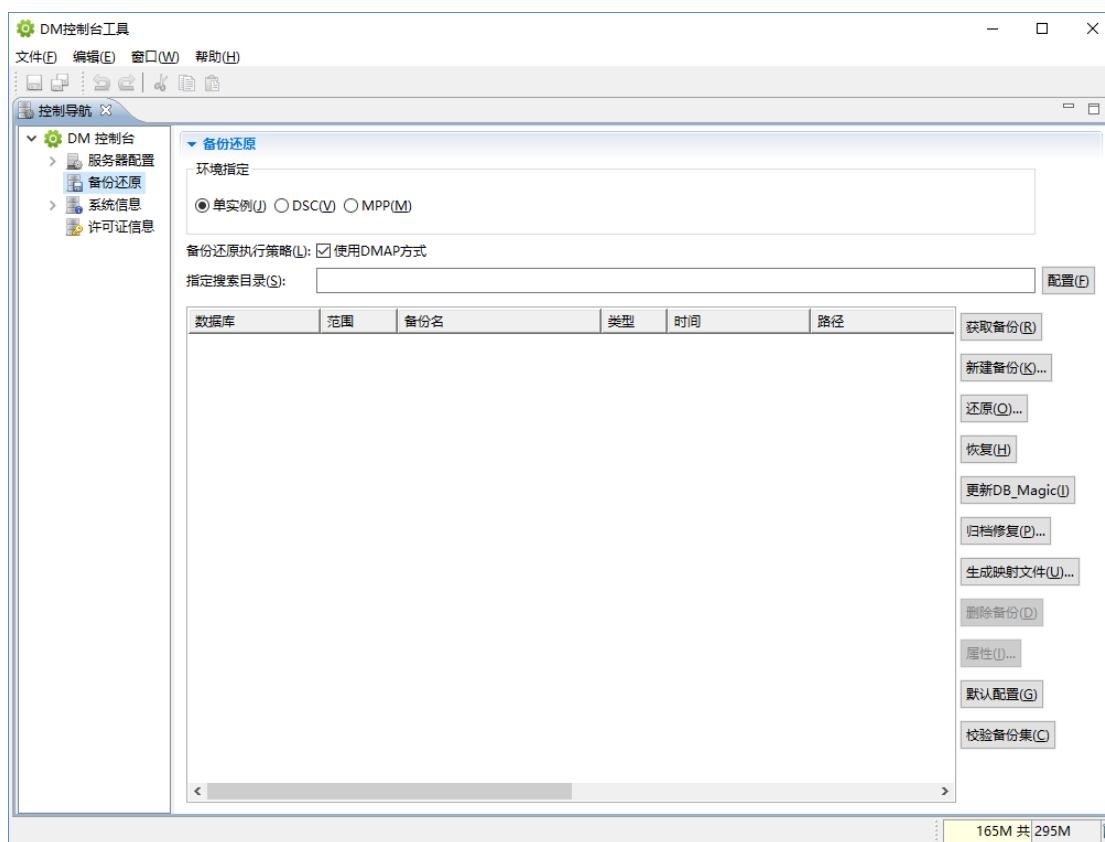 DM控制台工具
文件(F) 编辑(E) 窗口(W) 帮助(H)
控制导航
DM 控制台
服务器配置
备份还原
系统信息
许可证信息
备份还原
环境指定
单实例(J) DSC(V) MPP(M)
备份还原执行策略(L): 使用DMAP方式
指定搜索目录(S): 配置(F)
数据库 范围 备份名 类型 时间 路径
获取备份(R)
新建备份(K)...
还原(O)...
恢复(H)
更新DB_Magic(I)
归档修复(P)...
生成映射文件(U)...
删除备份(D)
属性(I)...
默认配置(G)
校验备份集(C)
165M 共 295M